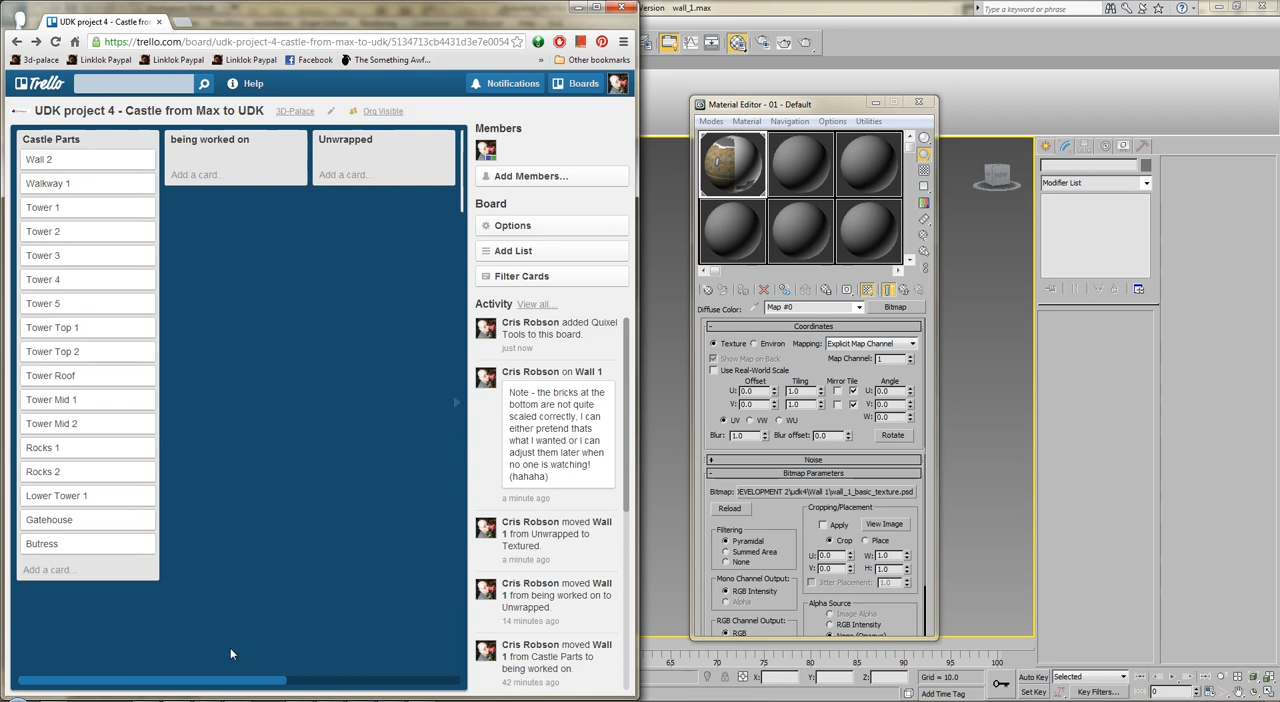 UDK project 4 - Castle fro
ersion wall_1.max
Type a keyword or phrase
https://trello.com/board/udk-project-4-castle-from-max-to-udk/5134713cb4431d3e7e0054
3d-palace
Linklok Paypal
Linklok Paypal
Linklok Paypal
Facebook
The Something Awf...
»
Other bookmarks
Trello
Help
Notifications
Boards
UDK project 4 - Castle from Max to UDK
3D-Palace
Org Visible
Castle Parts
Wall 2
Walkway 1
Tower 1
Tower 2
Tower 3
Tower 4
Tower 5
Tower Top 1
Tower Top 2
Tower Roof
Tower Mid 1
Tower Mid 2
Rocks 1
Rocks 2
Lower Tower 1
Gatehouse
Butress
Add a card...
being worked on
Add a card...
Unwrapped
Add a card...
Members
Add Members...
Board
Options
Add List
Filter Cards
Activity View all...
Cris Robson added Quixel
Tools to this board.
just now
Cris Robson on Wall 1
Note - the bricks at the
bottom are not quite
scaled correctly. I can
either pretend thats
what I wanted or I can
adjust them later when
no one is watching!
(hahaha)
a minute ago
Cris Robson moved Wall
1 from Unwrapped to
Textured.
a minute ago
Cris Robson moved Wall
1 from being worked on to
Unwrapped.
14 minutes ago
Cris Robson moved Wall
1 from Castle Parts to
being worked on.
42 minutes ago
Material Editor - 01 - Default
Modes Material Navigation Options Utilities
Diffuse Color: Map #0 Bitmap
Coordinates
Texture Environ Mapping: Explicit Map Channel
Show Map on Back Map Channel: 1
Use Real-World Scale
Offset Tiling Mirror Tile Angle
U: 0.0 1.0 U: 0.0
V: 0.0 1.0 V: 0.0
UV VW WU W: 0.0
Blur: 1.0 Blur offset: 0.0 Rotate
Noise
Bitmap Parameters
Bitmap: DEVELOPMENT 2\udk4\Wall 1\wall_1_basic_texture.psd
Reload
Cropping/Placement
Apply View Image
Crop Place
U: 0.0 W: 1.0
V: 0.0 H: 1.0
Jitter Placement: 1.0
Filtering
Pyramidal
Summed Area
None
Mono Channel Output:
RGB Intensity
Alpha
RGB Channel Output:
RGB
Alpha Source
Image Alpha
RGB Intensity
None (Opaque)
Modifier List
65 70 75 80 85 90 95 100
X: Y: Z: Grid = 10.0
Add Time Tag
Auto Key Selected
Set Key Key Filters... 0